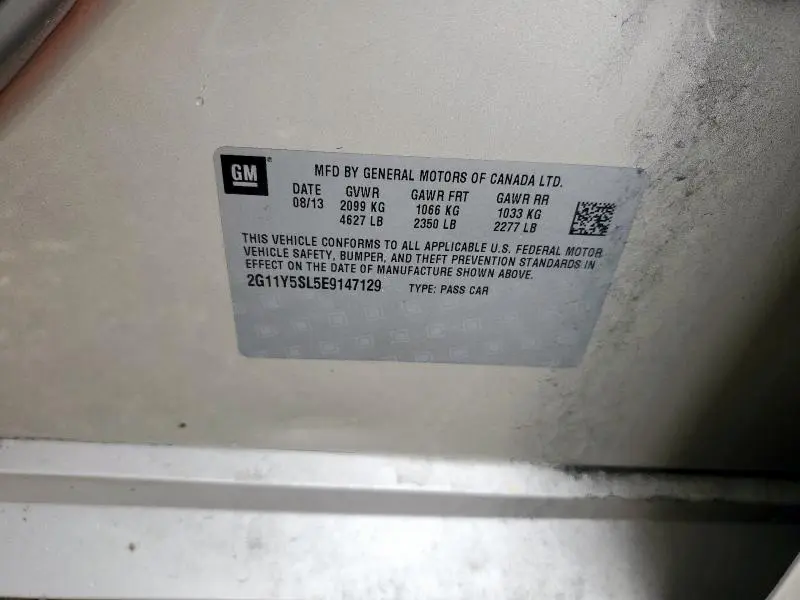 GM®
MFD BY GENERAL MOTORS OF CANADA LTD.
DATE GVWR GAWR FRT GAWR RR
08/13 2099 KG 1066 KG 1033 KG
4627 LB 2350 LB 2277 LB
THIS VEHICLE CONFORMS TO ALL APPLICABLE U.S. FEDERAL MOTOR
VEHICLE SAFETY, BUMPER, AND THEFT PREVENTION STANDARDS IN
EFFECT ON THE DATE OF MANUFACTURE SHOWN ABOVE.
2G11Y5SL5E9147129 TYPE: PASS CAR